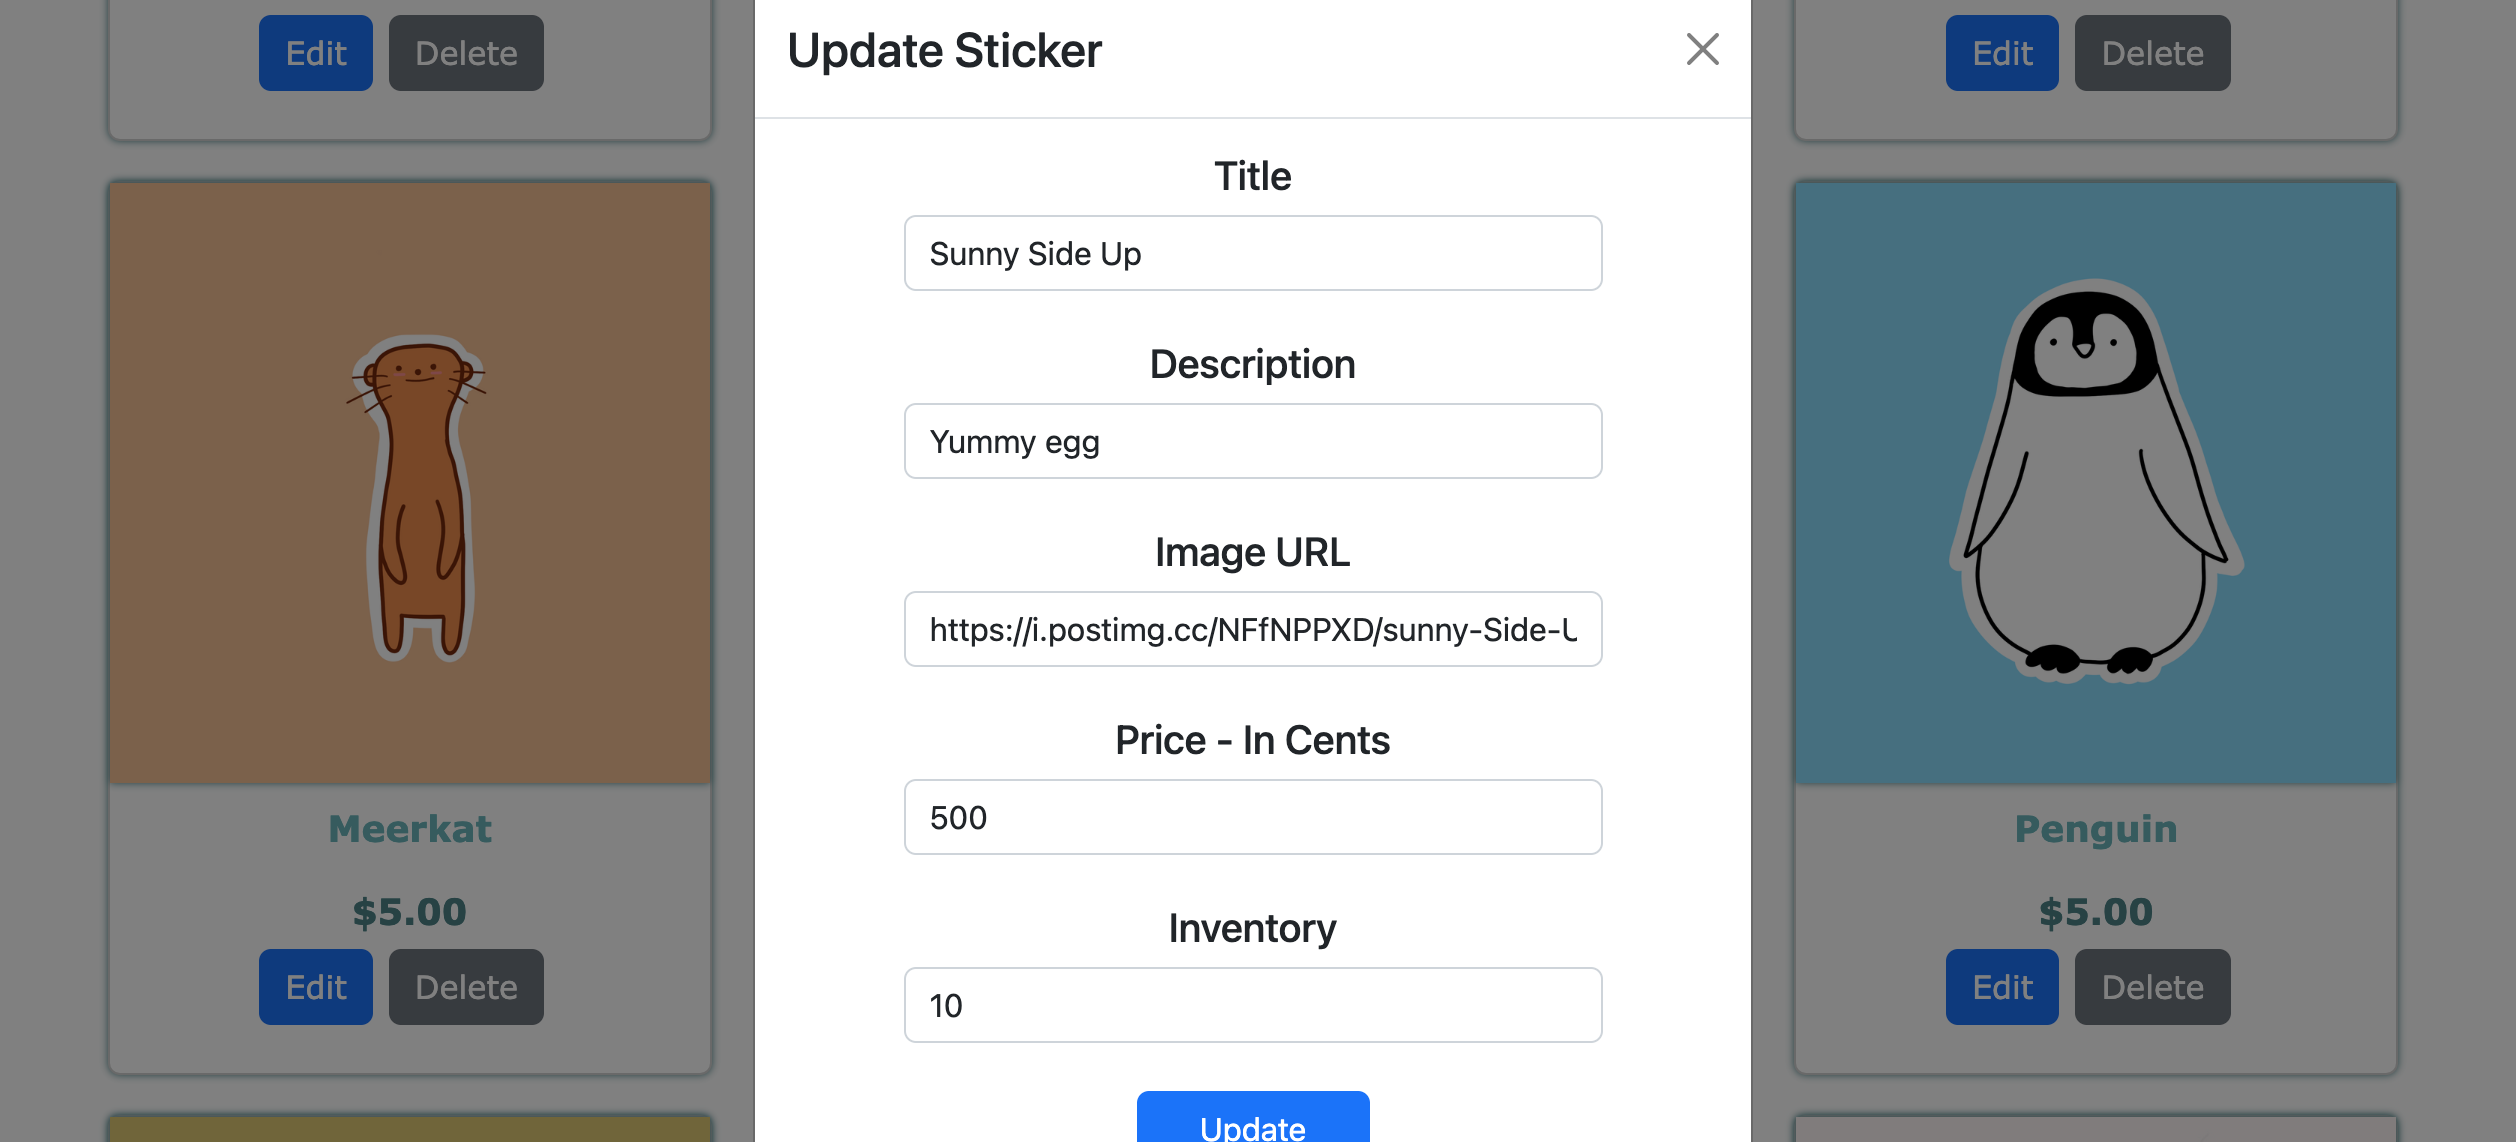 Edit Delete
Update Sticker
Edit Delete
Title
Sunny Side Up
Description
Yummy egg
Image URL
https://i.postimg.cc/NFfNPPXD/sunny-Side-U
Price - In Cents
500
Inventory
10
Update
Meerkat
$5.00
Edit Delete
Penguin
$5.00
Edit Delete